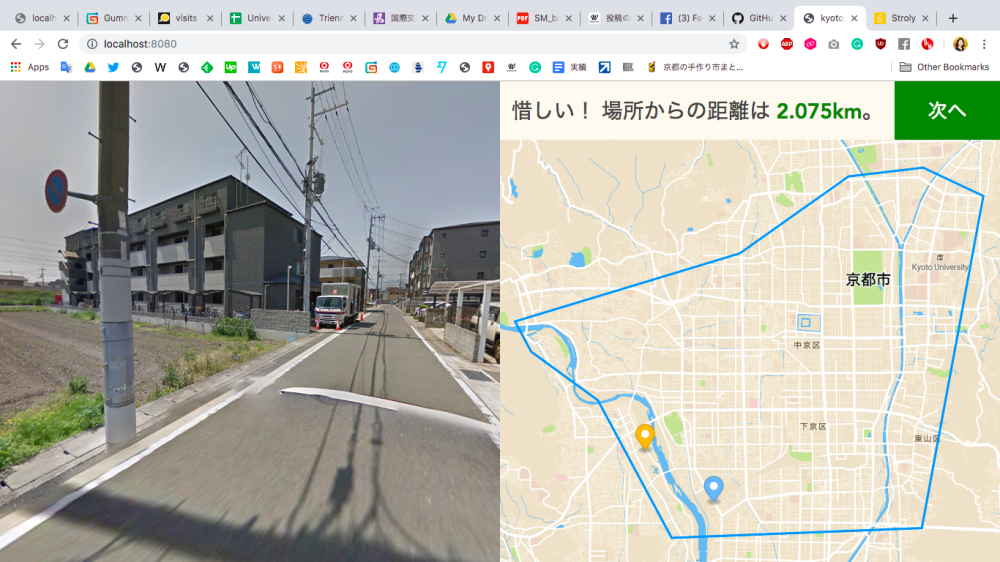 localh
Gumm
visits
Unive
Trienn
国際交
My Dr
SM_bo
投稿の
(3) Fa
GitHu
kyoto
Stroly
localhost:8080
Apps
実績
京都の手作り市まと...
Other Bookmarks
惜しい！ 場所からの距離は 2.075km。
次へ
京都市
Kyoto University
中京区
下京区
東山区